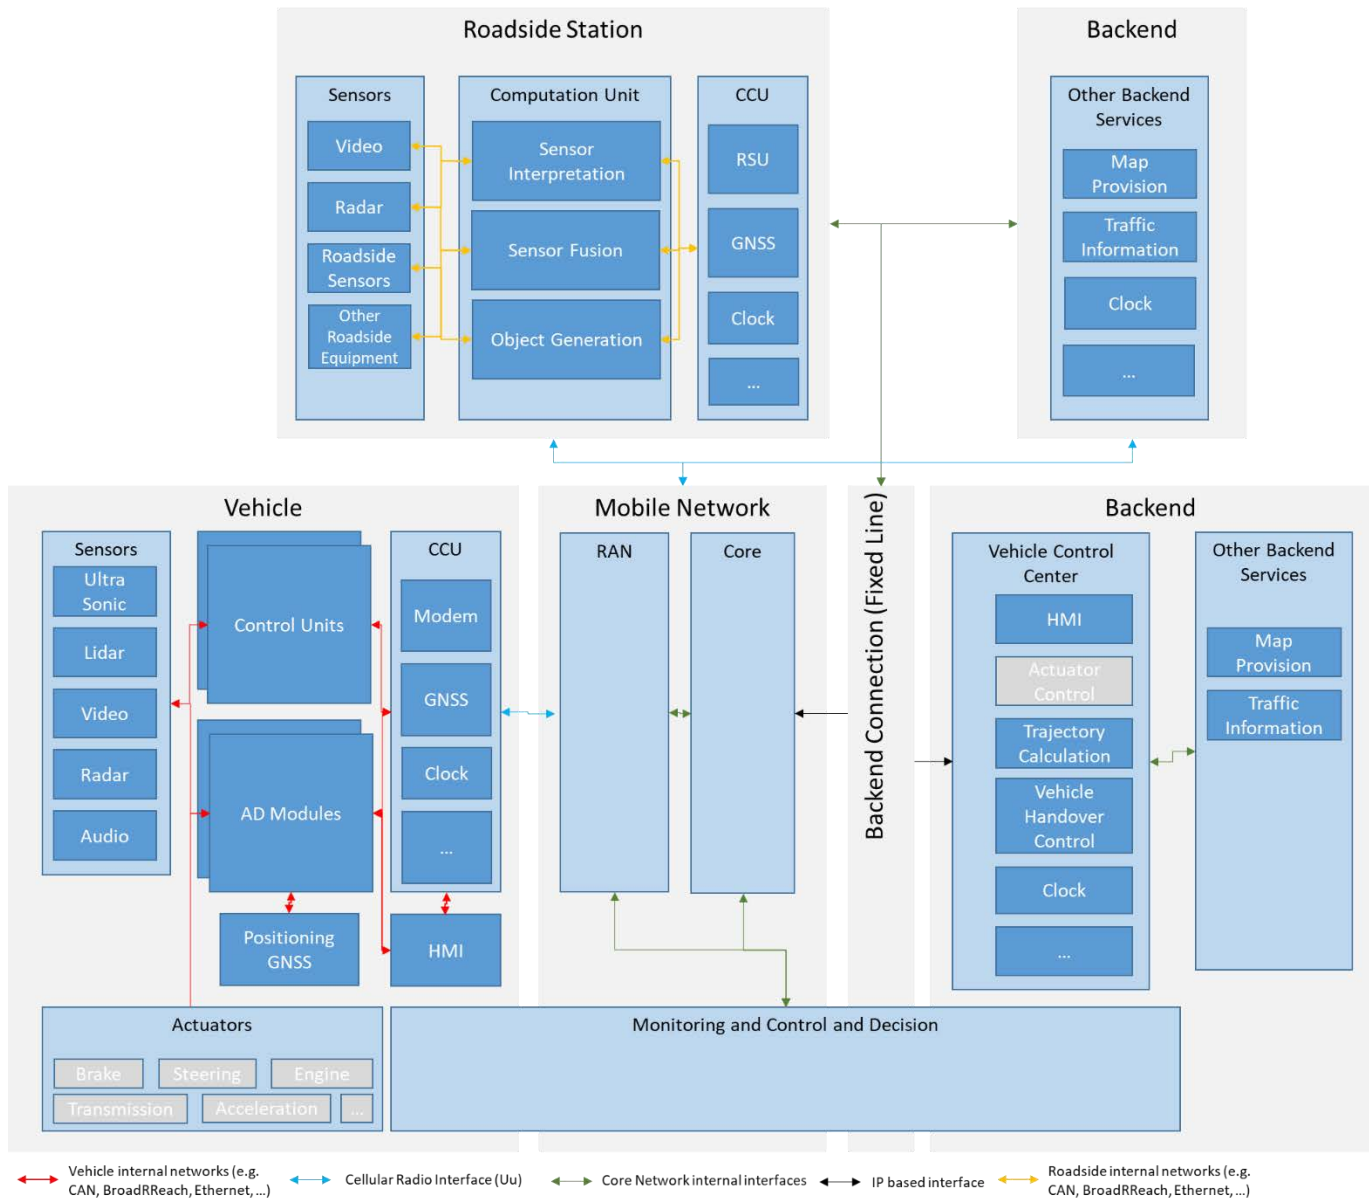 Roadside Station
Backend
Sensors
Video
Radar
Roadside
Sensors
Other
Roadside
Equipment
Computation Unit
Sensor
Interpretation
Sensor Fusion
Object Generation
CCU
RSU
GNSS
Clock
...
Other Backend
Services
Map
Provision
Traffic
Information
Clock
...
Vehicle
Sensors
Ultra
Sonic
Lidar
Video
Radar
Audio
Control Units
AD Modules
Positioning
GNSS
CCU
Modem
GNSS
Clock
...
HMI
Actuators
Brake
Steering
Engine
Transmission
Acceleration
...
Mobile Network
RAN
Core
Backend Connection (Fixed Line)
Backend
Vehicle Control
Center
HMI
Actuator
Control
Trajectory
Calculation
Vehicle
Handover
Control
Clock
...
Other Backend
Services
Map
Provision
Traffic
Information
Monitoring and Control and Decision
Vehicle internal networks (e.g.
CAN, BroadRReach, Ethernet, ...)
Cellular Radio Interface (Uu)
Core Network internal interfaces
IP based interface
Roadside internal networks (e.g.
CAN, BroadRReach, Ethernet, ...)